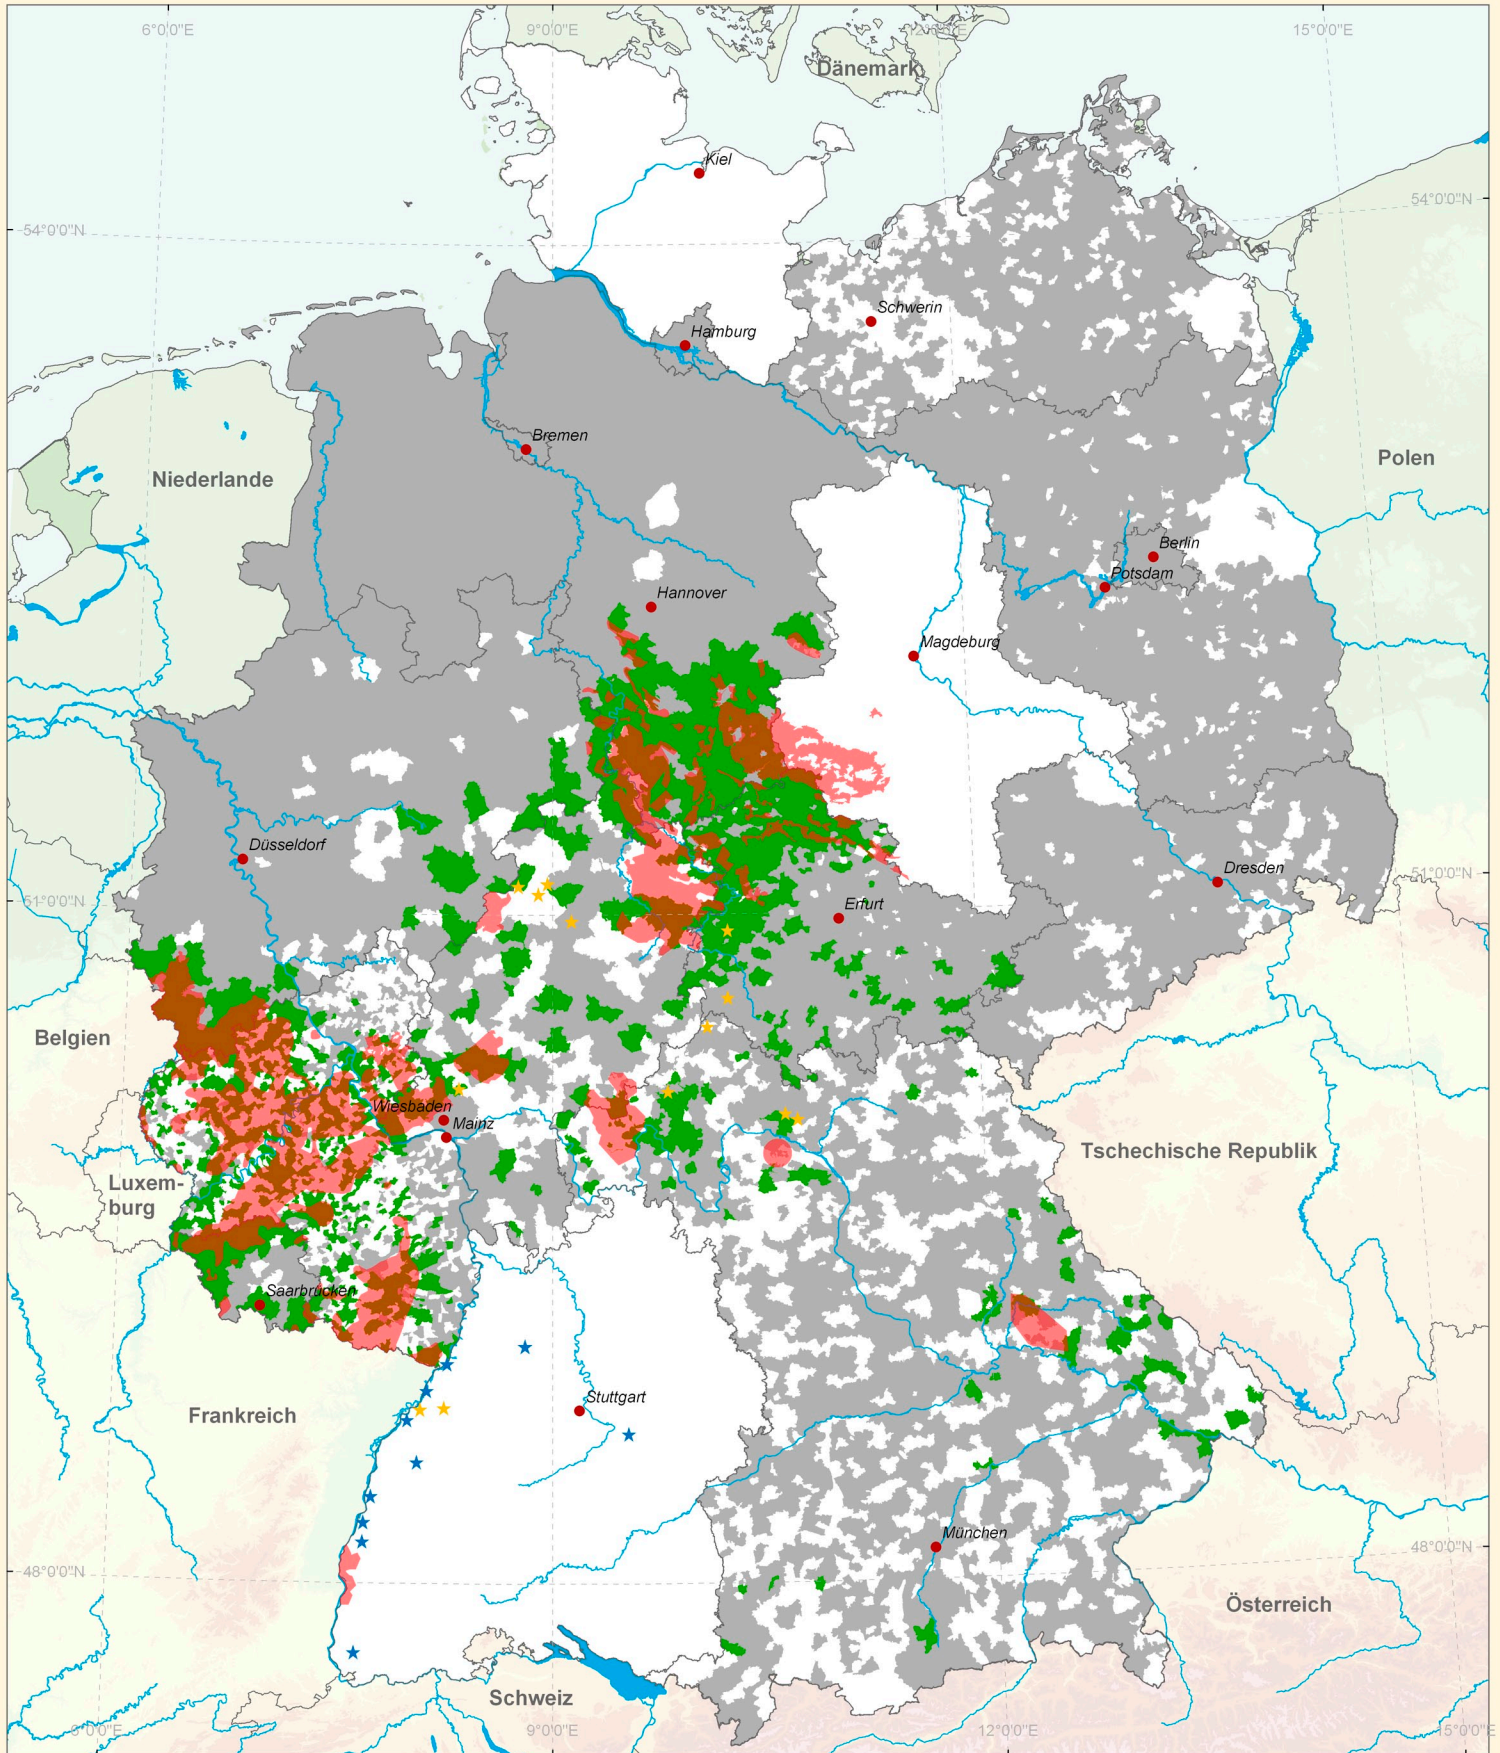 6°0'0"E
9°0'0"E
12°0'0"E
15°0'0"E
Dänemark
Kiel
54°0'0"N
54°0'0"N
Schwerin
Hamburg
Bremen
Niederlande
Polen
Berlin
Potsdam
Hannover
Magdeburg
Düsseldorf
Dresden
51°0'0"N
51°0'0"N
Erfurt
Belgien
Wiesbaden
Mainz
Tschechische Republik
Luxem-
burg
Saarbrücken
Stuttgart
Frankreich
München
48°0'0"N
48°0'0"N
Österreich
Schweiz
9°0'0"E
12°0'0"E
15°0'0"E